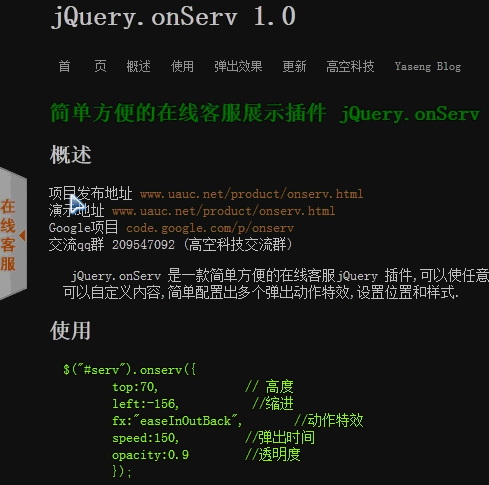 jQuery.onServ 1.0
首 页 概述 使用 弹出效果 更新 高空科技 Yaseng Blog
简单方便的在线客服展示插件 jQuery.onServ
概述
项目发布地址 www.uauc.net/product/onserv.html
演示地址 www.uauc.net/product/onserv.html
Google项目 code.google.com/p/onserv
交流qq群 209547092 (高空科技交流群)
在线客服
jQuery.onServ 是一款简单方便的在线客服jQuery 插件,可以使任意
可以自定义内容,简单配置出多个弹出动作特效,设置位置和样式.
使用
$("#serv").onserv({
top:70, // 高度
left:-156, //缩进
fx:"easeInOutBack", //动作特效
speed:150, //弹出时间
opacity:0.9 //透明度
});